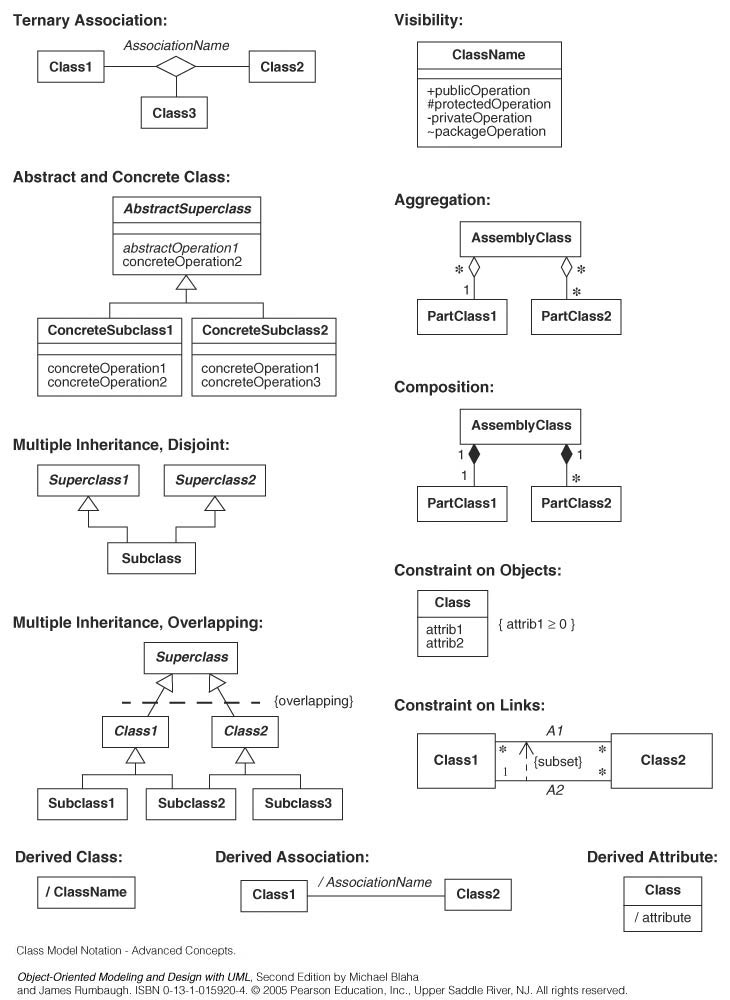 Ternary Association:
AssociationName
Class1
Class2
Class3
Abstract and Concrete Class:
AbstractSuperclass
abstractOperation1
concreteOperation2
ConcreteSubclass1
concreteOperation1
concreteOperation2
ConcreteSubclass2
concreteOperation1
concreteOperation3
Multiple Inheritance, Disjoint:
Superclass1
Superclass2
Subclass
Multiple Inheritance, Overlapping:
Superclass
{overlapping}
Class1
Class2
Subclass1
Subclass2
Subclass3
Visibility:
ClassName
+publicOperation
#protectedOperation
-privateOperation
~packageOperation
Aggregation:
AssemblyClass
* *
1 *
PartClass1
PartClass2
Composition:
AssemblyClass
1 1
1 *
PartClass1
PartClass2
Constraint on Objects:
Class
attrib1
attrib2
{ attrib1 ≥ 0 }
Constraint on Links:
A1
* *
Class1
{subset}
Class2
1 *
A2
Derived Class:
/ ClassName
Derived Association:
Class1
/ AssociationName
Class2
Derived Attribute:
Class
/ attribute
Class Model Notation - Advanced Concepts.
Object-Oriented Modeling and Design with UML, Second Edition by Michael Blaha
and James Rumbaugh. ISBN 0-13-1-015920-4. © 2005 Pearson Education, Inc., Upper Saddle River, NJ. All rights reserved.